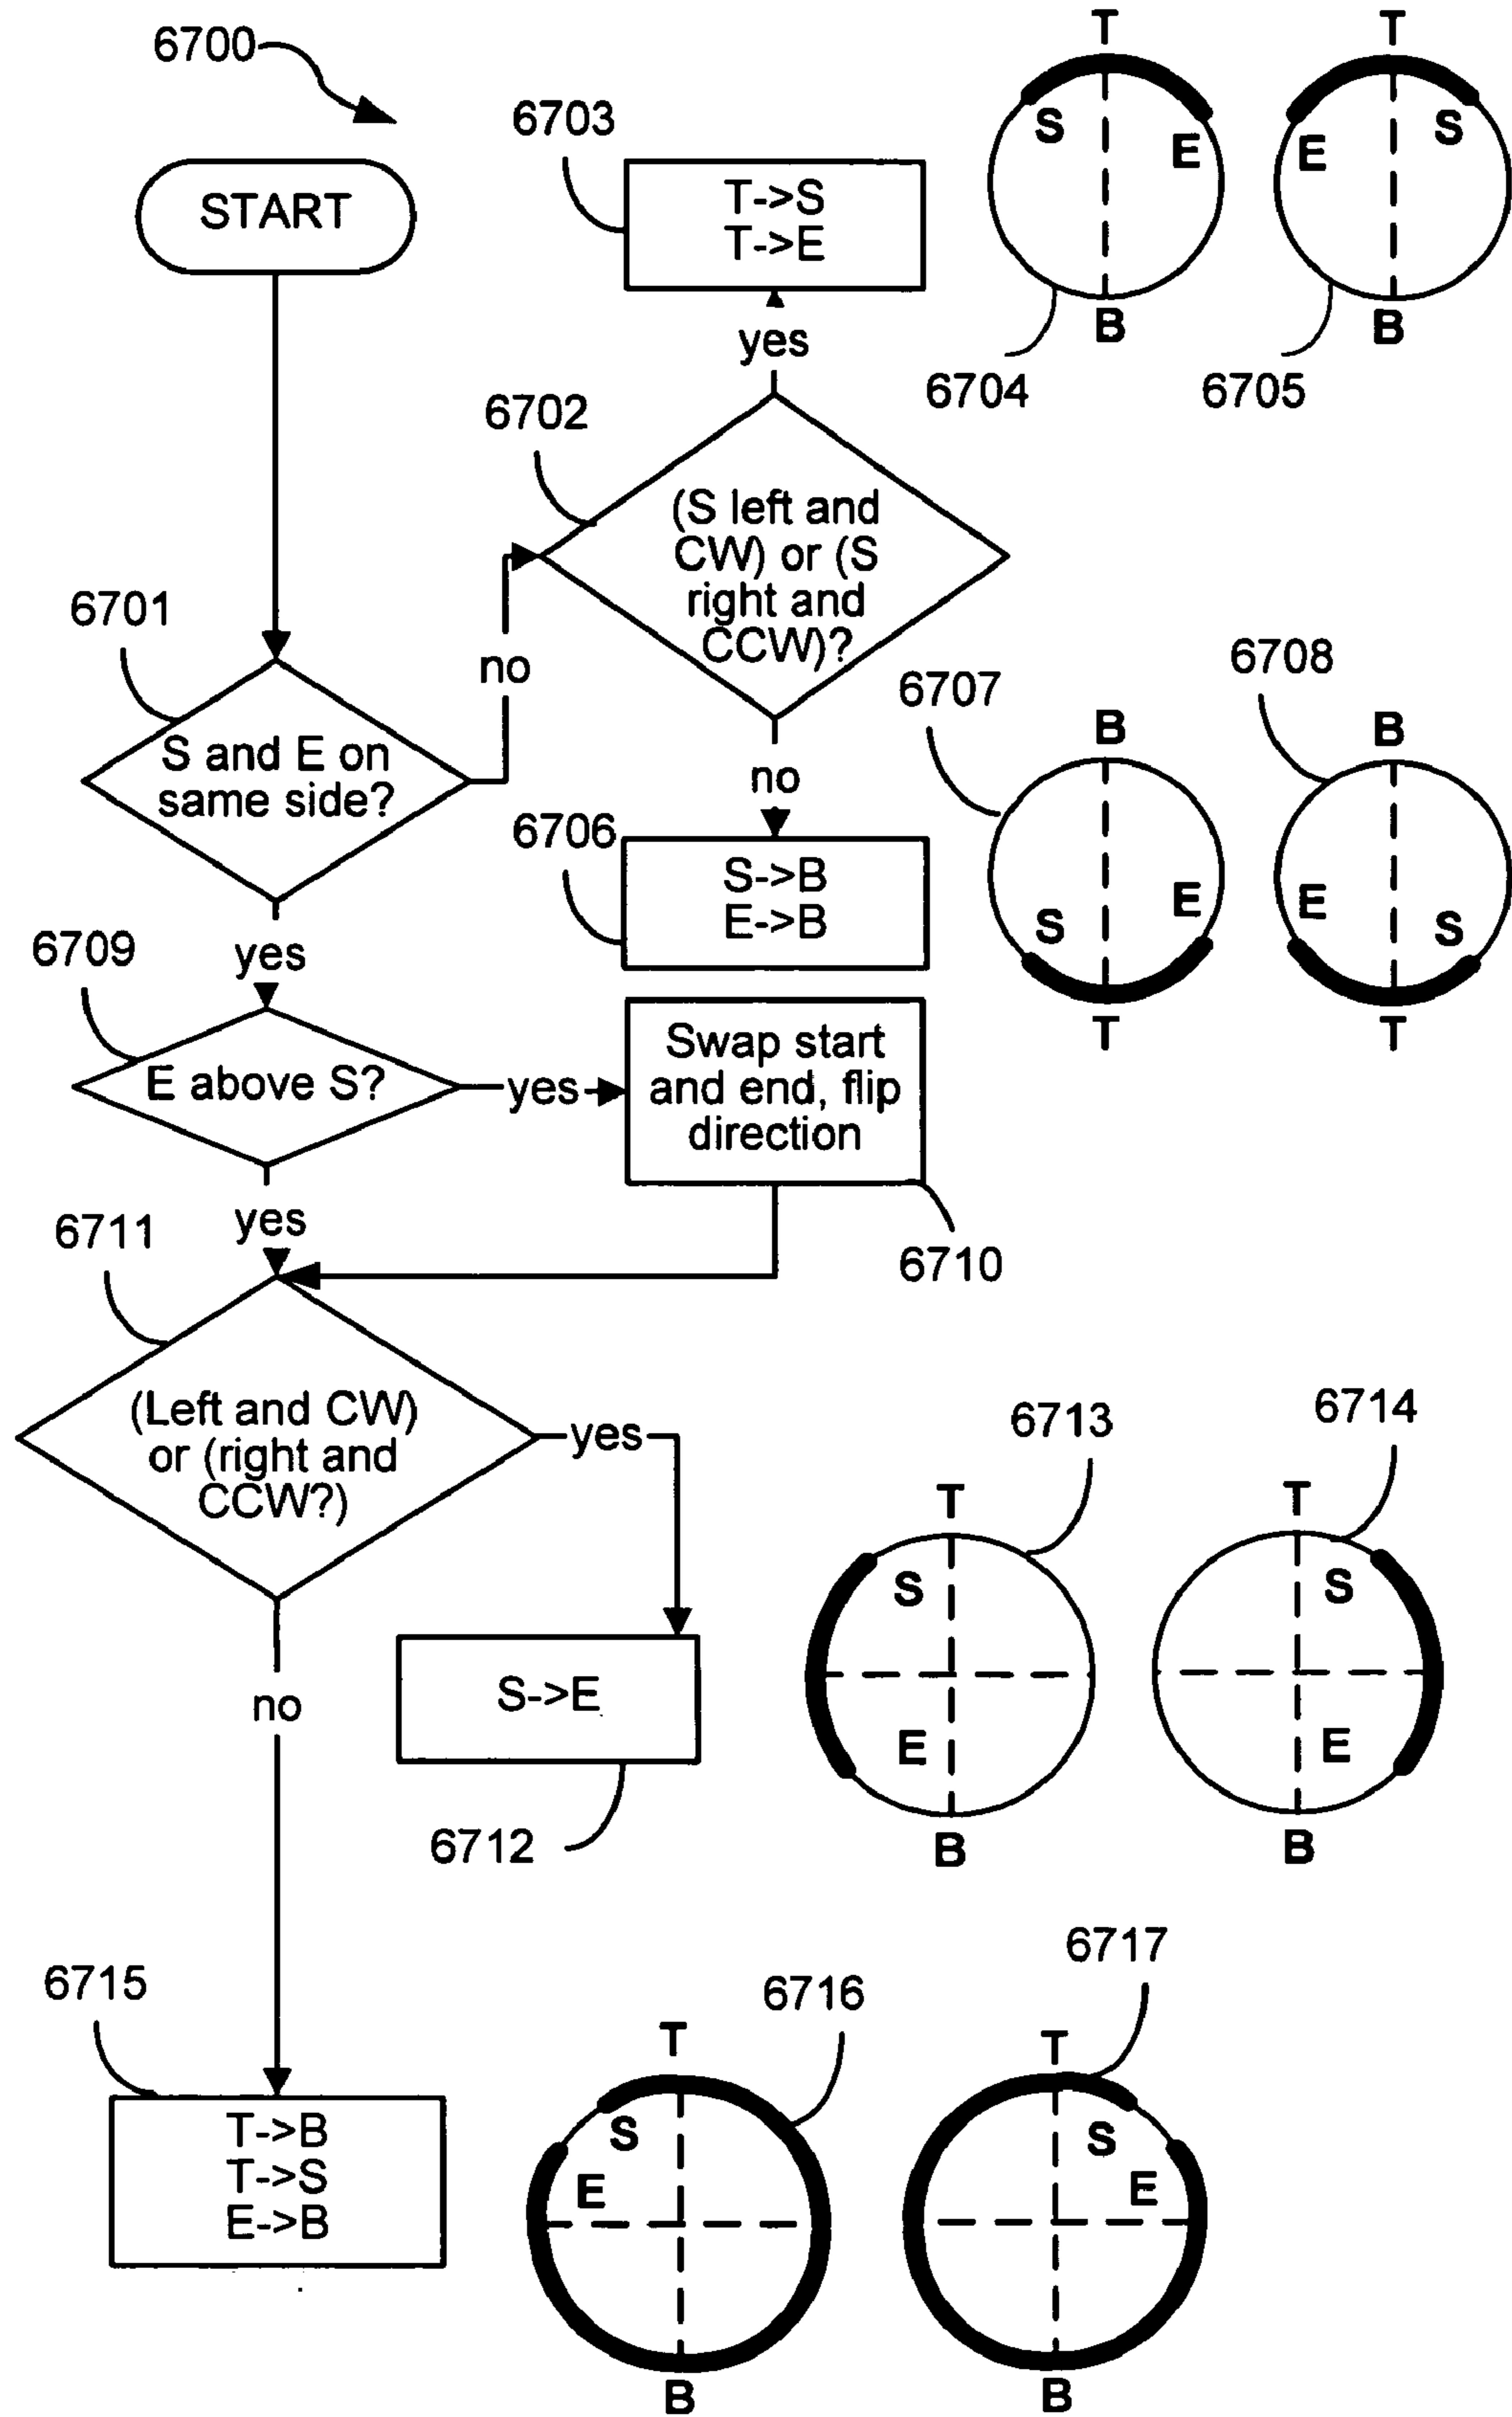 6700
START
6703
T->S
T->E
yes
T
S
E
B
6704
T
E
S
B
6705
6702
(S left and
CW) or (S
right and
CCW)?
6701
S and E on
same side?
no
no
6706
S->B
E->B
6707
B
S
E
T
6708
B
E
S
T
yes
6709
E above S?
yes
Swap start
and end, flip
direction
6710
yes
6711
(Left and CW)
or (right and
CCW?)
yes
S->E
6712
6713
T
S
E
B
6714
T
S
E
B
no
6715
T->B
T->S
E->B
6716
T
S
E
B
6717
T
S
E
B